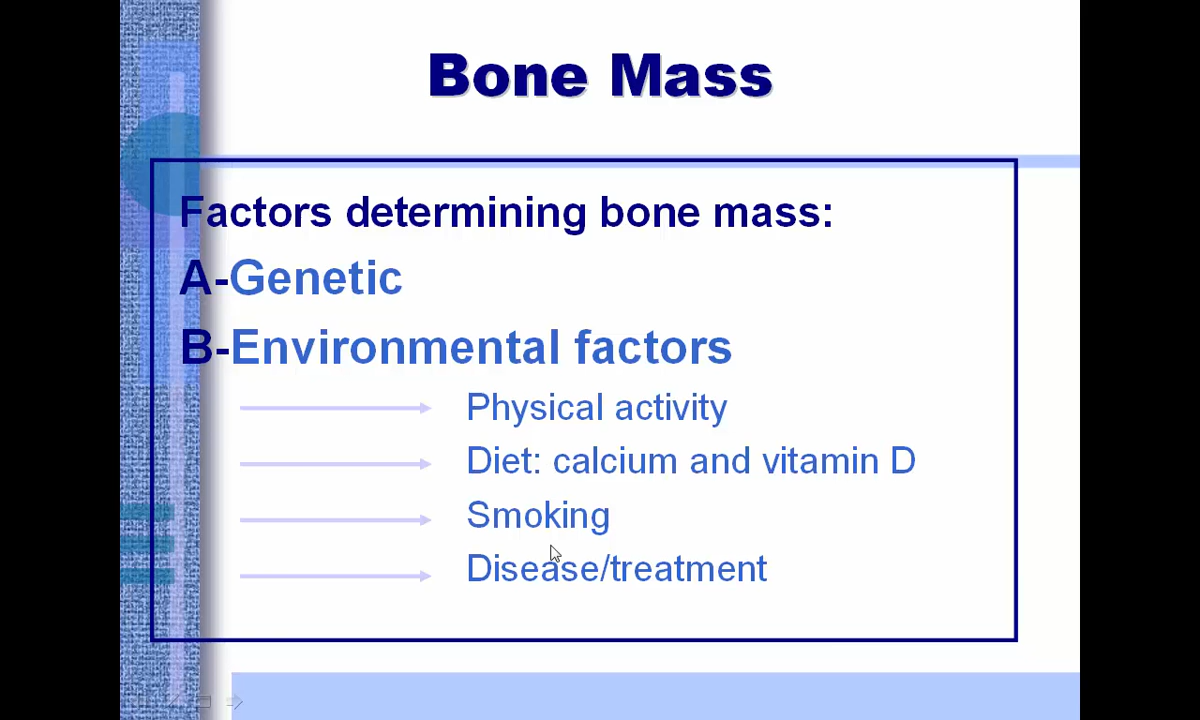 Bone Mass
Factors determining bone mass:
A-Genetic
B-Environmental factors
Physical activity
Diet: calcium and vitamin D
Smoking
Disease/treatment